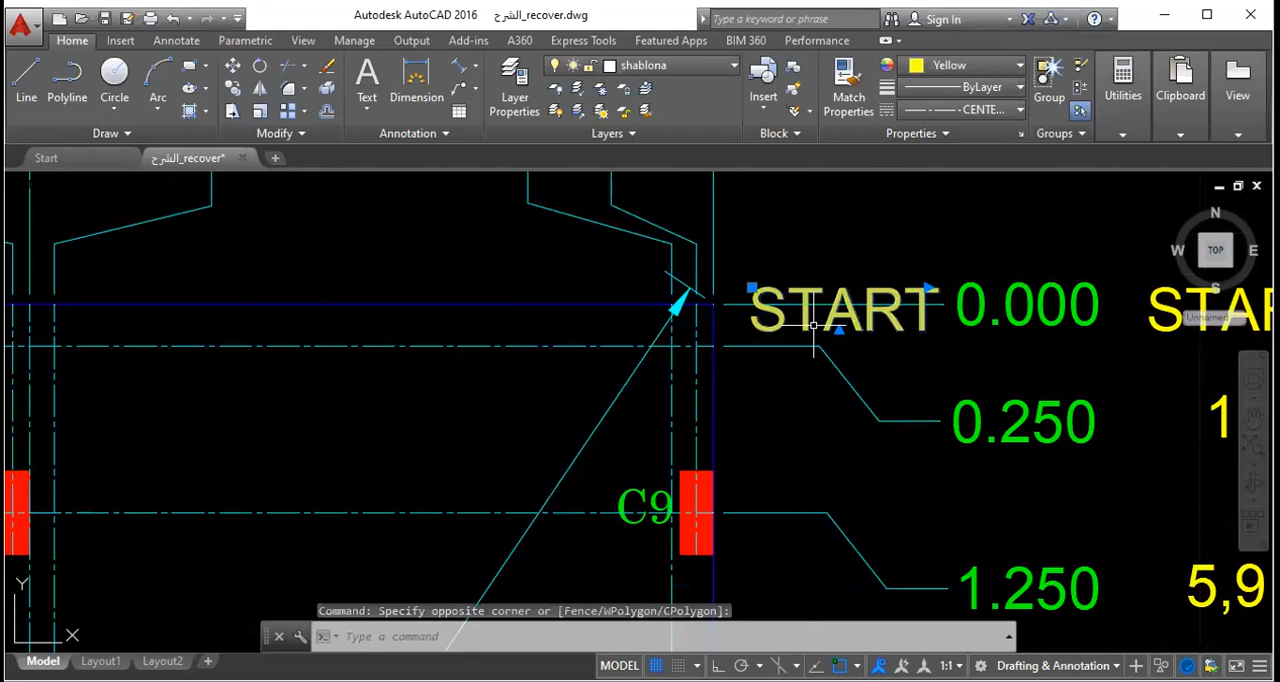 Autodesk AutoCAD 2016 الشرح_recover.dwg
Type a keyword or phrase
Sign In
Home Insert Annotate Parametric View Manage Output Add-ins A360 Express Tools Featured Apps BIM 360 Performance
Line Polyline Circle Arc
Text Dimension
Layer Properties
shablona
Insert
Match Properties
Yellow
ByLayer
CENTE...
Group
Utilities
Clipboard
View
Draw Modify Annotation Layers Block Properties Groups
Start الشرح_recover*
N
W TOP E
S
Unnamed
START 0.000 STAR
0.250 1
C9
1.250 5,9
Y
X
Command: Specify opposite corner or [Fence/WPolygon/CPolygon]:
Type a command
Model Layout1 Layout2 MODEL 1:1 Drafting & Annotation